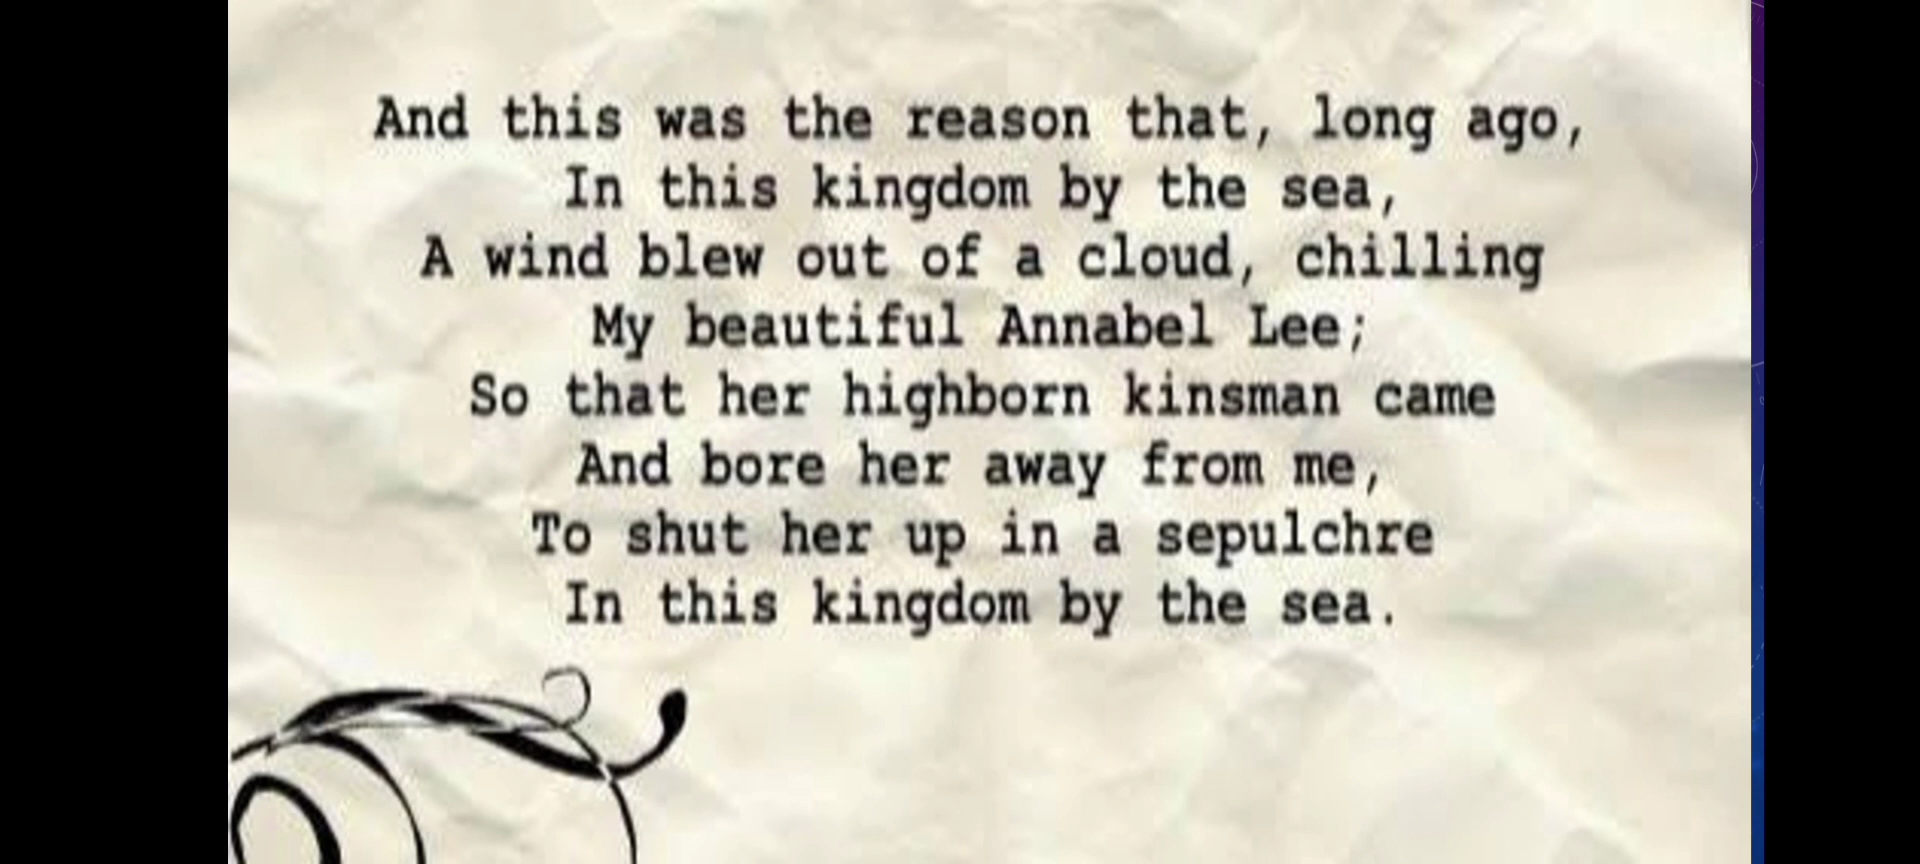 And this was the reason that, long ago,
In this kingdom by the sea,
A wind blew out of a cloud, chilling
My beautiful Annabel Lee;
So that her highborn kinsman came
And bore her away from me,
To shut her up in a sepulchre
In this kingdom by the sea.